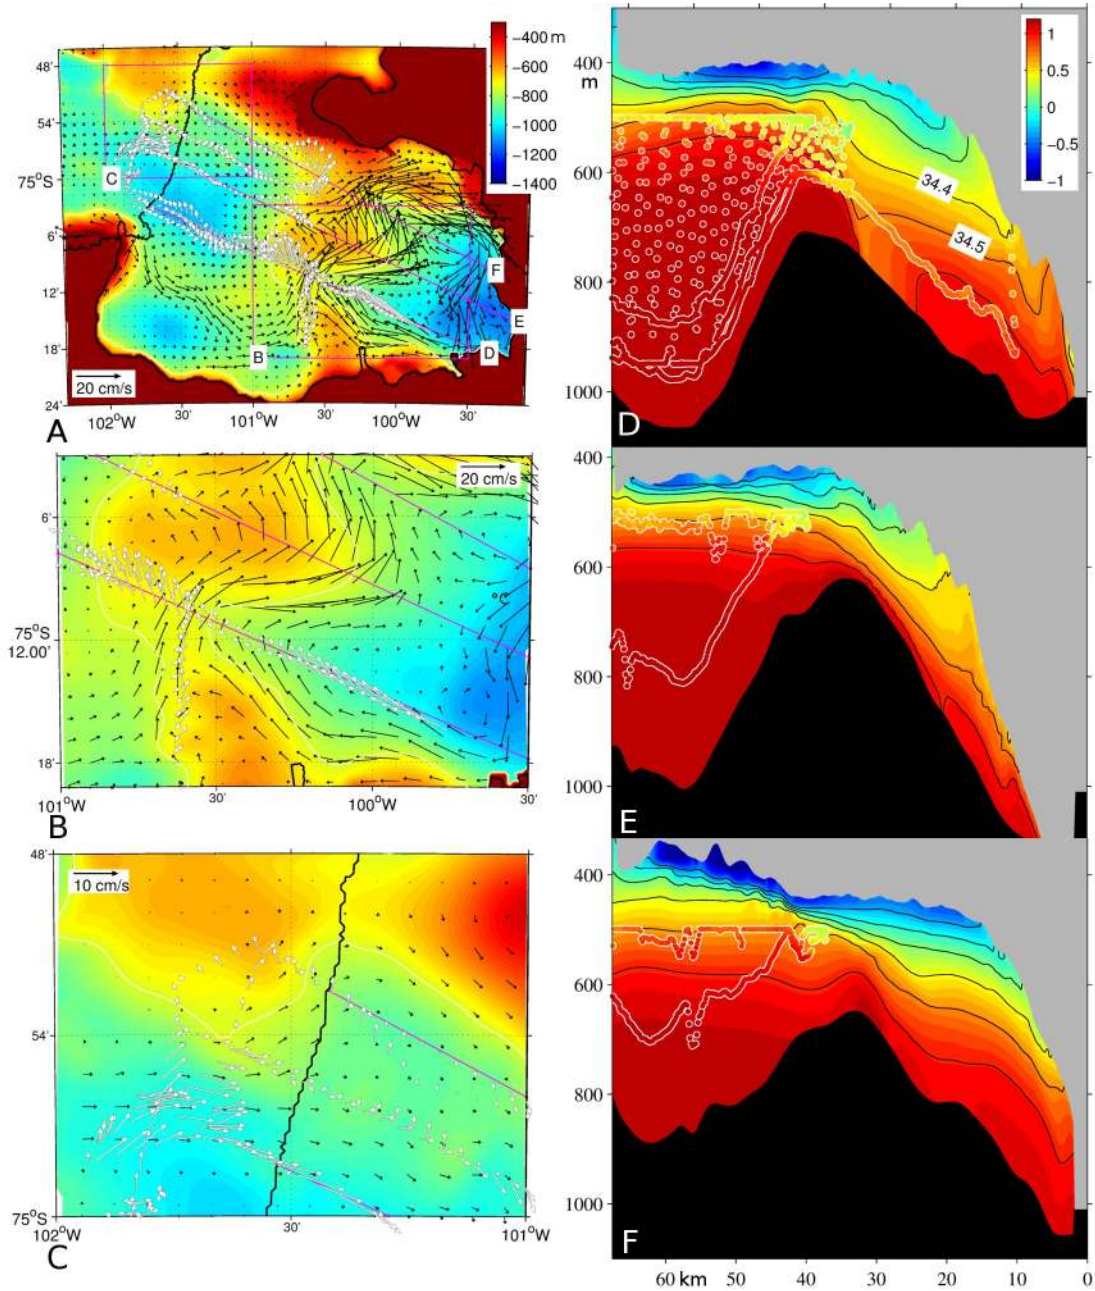 −400 m
−600
−800
−1000
−1200
−1400
48'
54'
75°S
6'
12'
18'
24'
C
B
F
E
D
20 cm/s
102°W
30'
101°W
30'
100°W
30'
A
20 cm/s
6'
75°S
12.00'
18'
101°W
30'
100°W
30'
B
10 cm/s
48'
54'
75°S
102°W
30'
101°W
C
400
m
600
800
1000
34.4
34.5
1
0.5
0
−0.5
−1
D
400
600
800
1000
E
400
600
800
1000
F
60 km
50
40
30
20
10
0